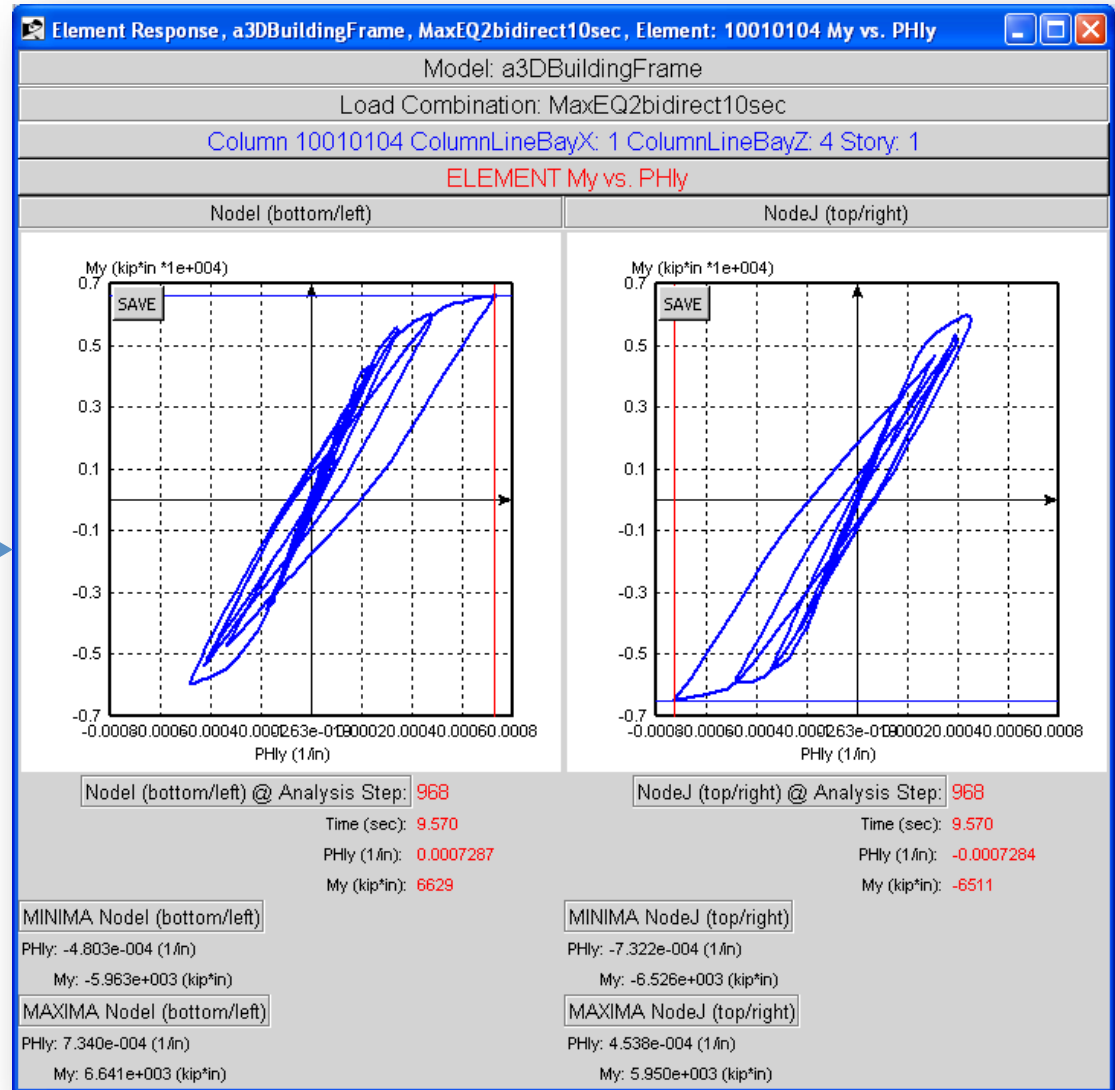 Element Response, a3DBuildingFrame, MaxEQ2bidirect10sec, Element: 10010104 My vs. PHIy
Model: a3DBuildingFrame
Load Combination: MaxEQ2bidirect10sec
Column 10010104 ColumnLineBayX: 1 ColumnLineBayZ: 4 Story: 1
ELEMENT My vs. PHIy
NodeI (bottom/left)
My (kip*in *1e+004)
SAVE
0.7
0.5
0.3
0.1
-0.1
-0.3
-0.5
-0.7
-0.0008
0.0008
PHIy (1/in)
NodeI (bottom/left) @ Analysis Step: 968
Time (sec): 9.570
PHIy (1/in): 0.0007287
My (kip*in): 6629
MINIMA NodeI (bottom/left)
PHIy: -4.803e-004 (1/in)
My: -5.963e+003 (kip*in)
MAXIMA NodeI (bottom/left)
PHIy: 7.340e-004 (1/in)
My: 6.641e+003 (kip*in)
NodeJ (top/right)
My (kip*in *1e+004)
SAVE
0.7
0.5
0.3
0.1
-0.1
-0.3
-0.5
-0.7
-0.0008
0.0008
PHIy (1/in)
NodeJ (top/right) @ Analysis Step: 968
Time (sec): 9.570
PHIy (1/in): -0.0007284
My (kip*in): -6511
MINIMA NodeJ (top/right)
PHIy: -7.322e-004 (1/in)
My: -6.526e+003 (kip*in)
MAXIMA NodeJ (top/right)
PHIy: 4.538e-004 (1/in)
My: 5.950e+003 (kip*in)